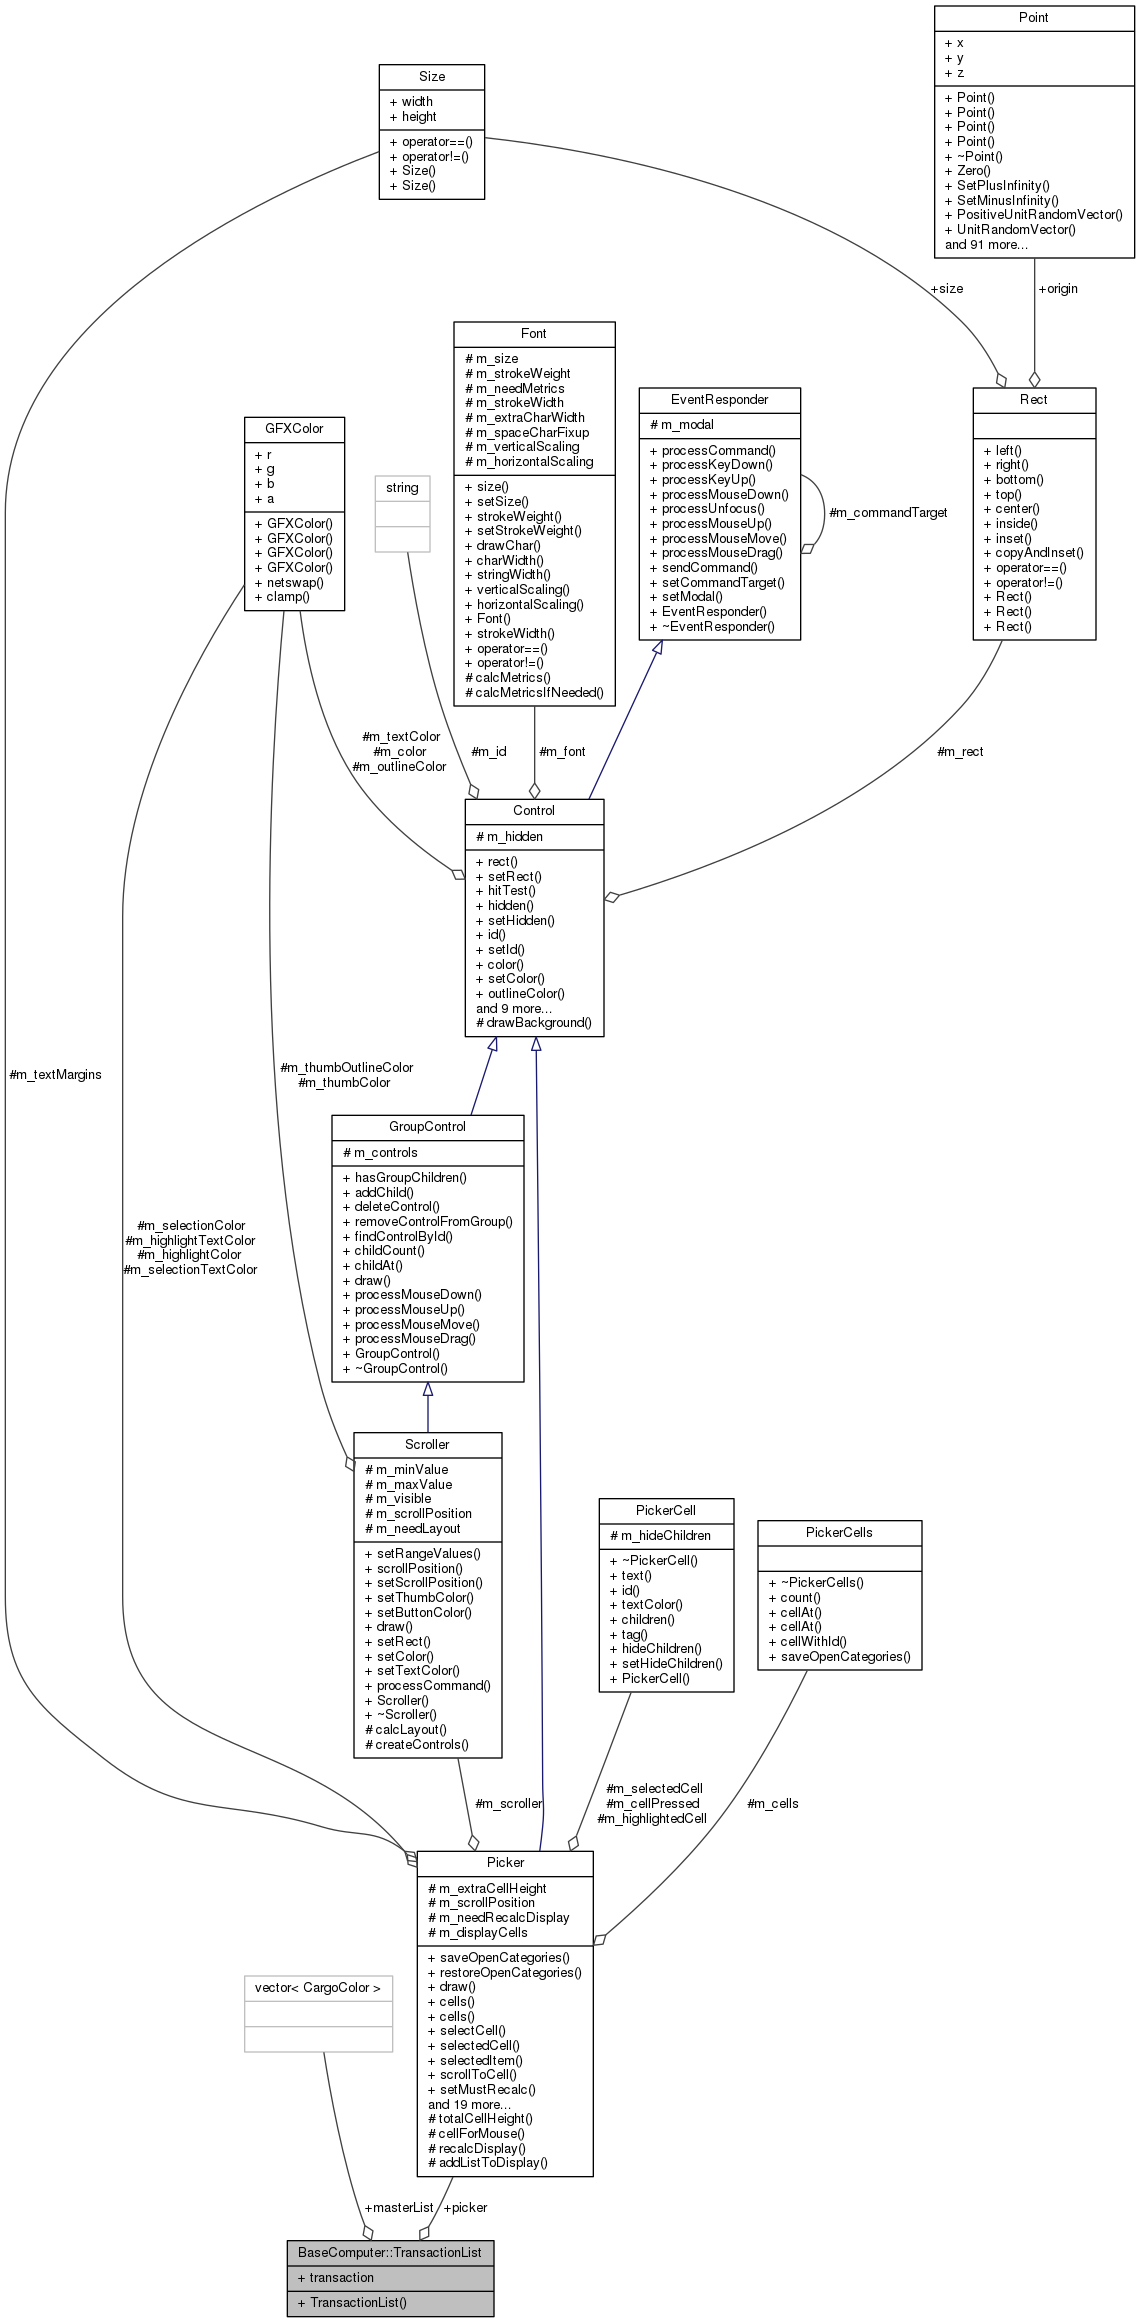 Point
+ x
+ y
+ z
+ Point()
+ Point()
+ Point()
+ Point()
+ ~Point()
+ Zero()
+ SetPlusInfinity()
+ SetMinusInfinity()
+ PositiveUnitRandomVector()
+ UnitRandomVector()
and 91 more...
Size
+ width
+ height
+ operator==()
+ operator!=()
+ Size()
+ Size()
+size
+origin
Font
# m_size
# m_strokeWeight
# m_needMetrics
# m_strokeWidth
# m_extraCharWidth
# m_spaceCharFixup
# m_verticalScaling
# m_horizontalScaling
+ size()
+ setSize()
+ strokeWeight()
+ setStrokeWeight()
+ drawChar()
+ charWidth()
+ stringWidth()
+ verticalScaling()
+ horizontalScaling()
+ Font()
+ strokeWidth()
+ operator==()
+ operator!=()
# calcMetrics()
# calcMetricsIfNeeded()
EventResponder
# m_modal
+ processCommand()
+ processKeyDown()
+ processKeyUp()
+ processMouseDown()
+ processUnfocus()
+ processMouseUp()
+ processMouseMove()
+ processMouseDrag()
+ sendCommand()
+ setCommandTarget()
+ setModal()
+ EventResponder()
+ ~EventResponder()
#m_commandTarget
Rect
+ left()
+ right()
+ bottom()
+ top()
+ center()
+ inside()
+ inset()
+ copyAndInset()
+ operator==()
+ operator!=()
+ Rect()
+ Rect()
+ Rect()
GFXColor
+ r
+ g
+ b
+ a
+ GFXColor()
+ GFXColor()
+ GFXColor()
+ GFXColor()
+ netswap()
+ clamp()
string
#m_textColor
#m_color
#m_outlineColor
#m_id
#m_font
#m_rect
Control
# m_hidden
+ rect()
+ setRect()
+ hitTest()
+ hidden()
+ setHidden()
+ id()
+ setId()
+ color()
+ setColor()
+ outlineColor()
and 9 more...
# drawBackground()
#m_textMargins
#m_thumbOutlineColor
#m_thumbColor
GroupControl
# m_controls
+ hasGroupChildren()
+ addChild()
+ deleteControl()
+ removeControlFromGroup()
+ findControlById()
+ childCount()
+ childAt()
+ draw()
+ processMouseDown()
+ processMouseUp()
+ processMouseMove()
+ processMouseDrag()
+ GroupControl()
+ ~GroupControl()
#m_selectionColor
#m_highlightTextColor
#m_highlightColor
#m_selectionTextColor
Scroller
# m_minValue
# m_maxValue
# m_visible
# m_scrollPosition
# m_needLayout
+ setRangeValues()
+ scrollPosition()
+ setScrollPosition()
+ setThumbColor()
+ setButtonColor()
+ draw()
+ setRect()
+ setColor()
+ setTextColor()
+ processCommand()
+ Scroller()
+ ~Scroller()
# calcLayout()
# createControls()
PickerCell
# m_hideChildren
+ ~PickerCell()
+ text()
+ id()
+ textColor()
+ children()
+ tag()
+ hideChildren()
+ setHideChildren()
+ PickerCell()
PickerCells
+ ~PickerCells()
+ count()
+ cellAt()
+ cellAt()
+ cellWithId()
+ saveOpenCategories()
#m_scroller
#m_selectedCell
#m_cellPressed
#m_highlightedCell
#m_cells
Picker
# m_extraCellHeight
# m_scrollPosition
# m_needRecalcDisplay
# m_displayCells
+ saveOpenCategories()
+ restoreOpenCategories()
+ draw()
+ cells()
+ cells()
+ selectCell()
+ selectedCell()
+ selectedItem()
+ scrollToCell()
+ setMustRecalc()
and 19 more...
# totalCellHeight()
# cellForMouse()
# recalcDisplay()
# addListToDisplay()
vector< CargoColor >
+masterList
+picker
BaseComputer::TransactionList
+ transaction
+ TransactionList()